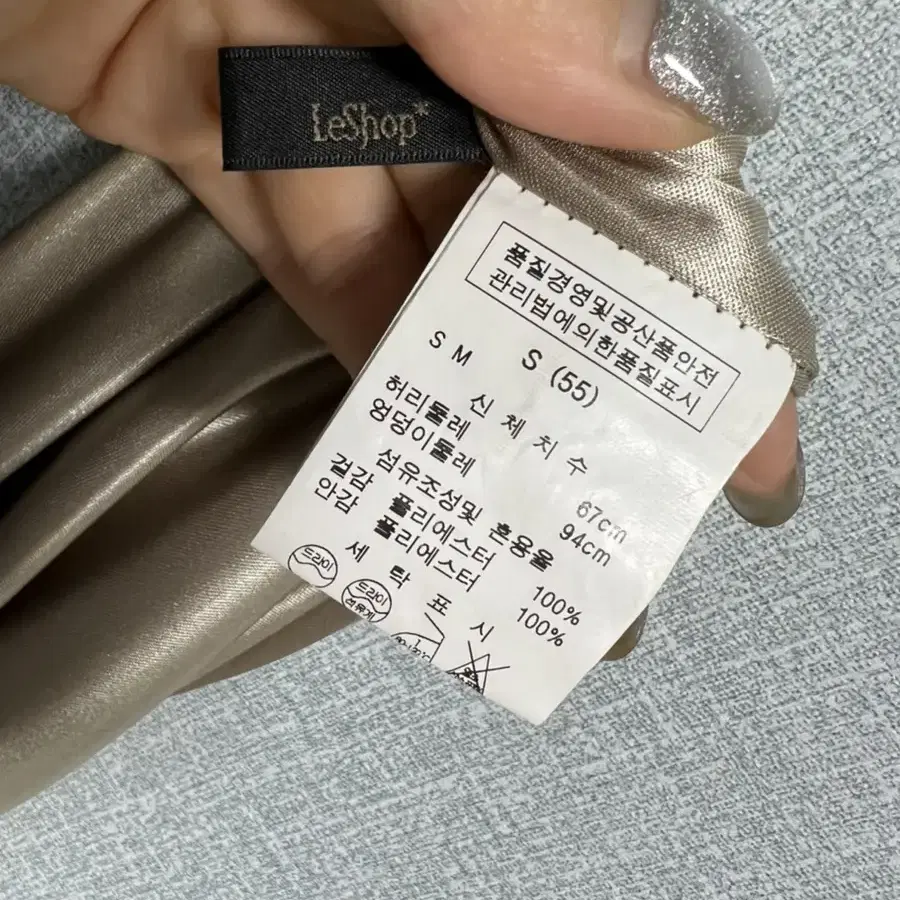 LeShop*
품질경영및공산품안전
관리법에의한품질표시
S M S (55)
신 체 치 수
허리둘레 67cm
엉덩이둘레 94cm
섬유조성및 혼용율
겉감 폴리에스터 100%
안감 폴리에스터 100%
세 탁 표 시
드라이
드라이
석유계